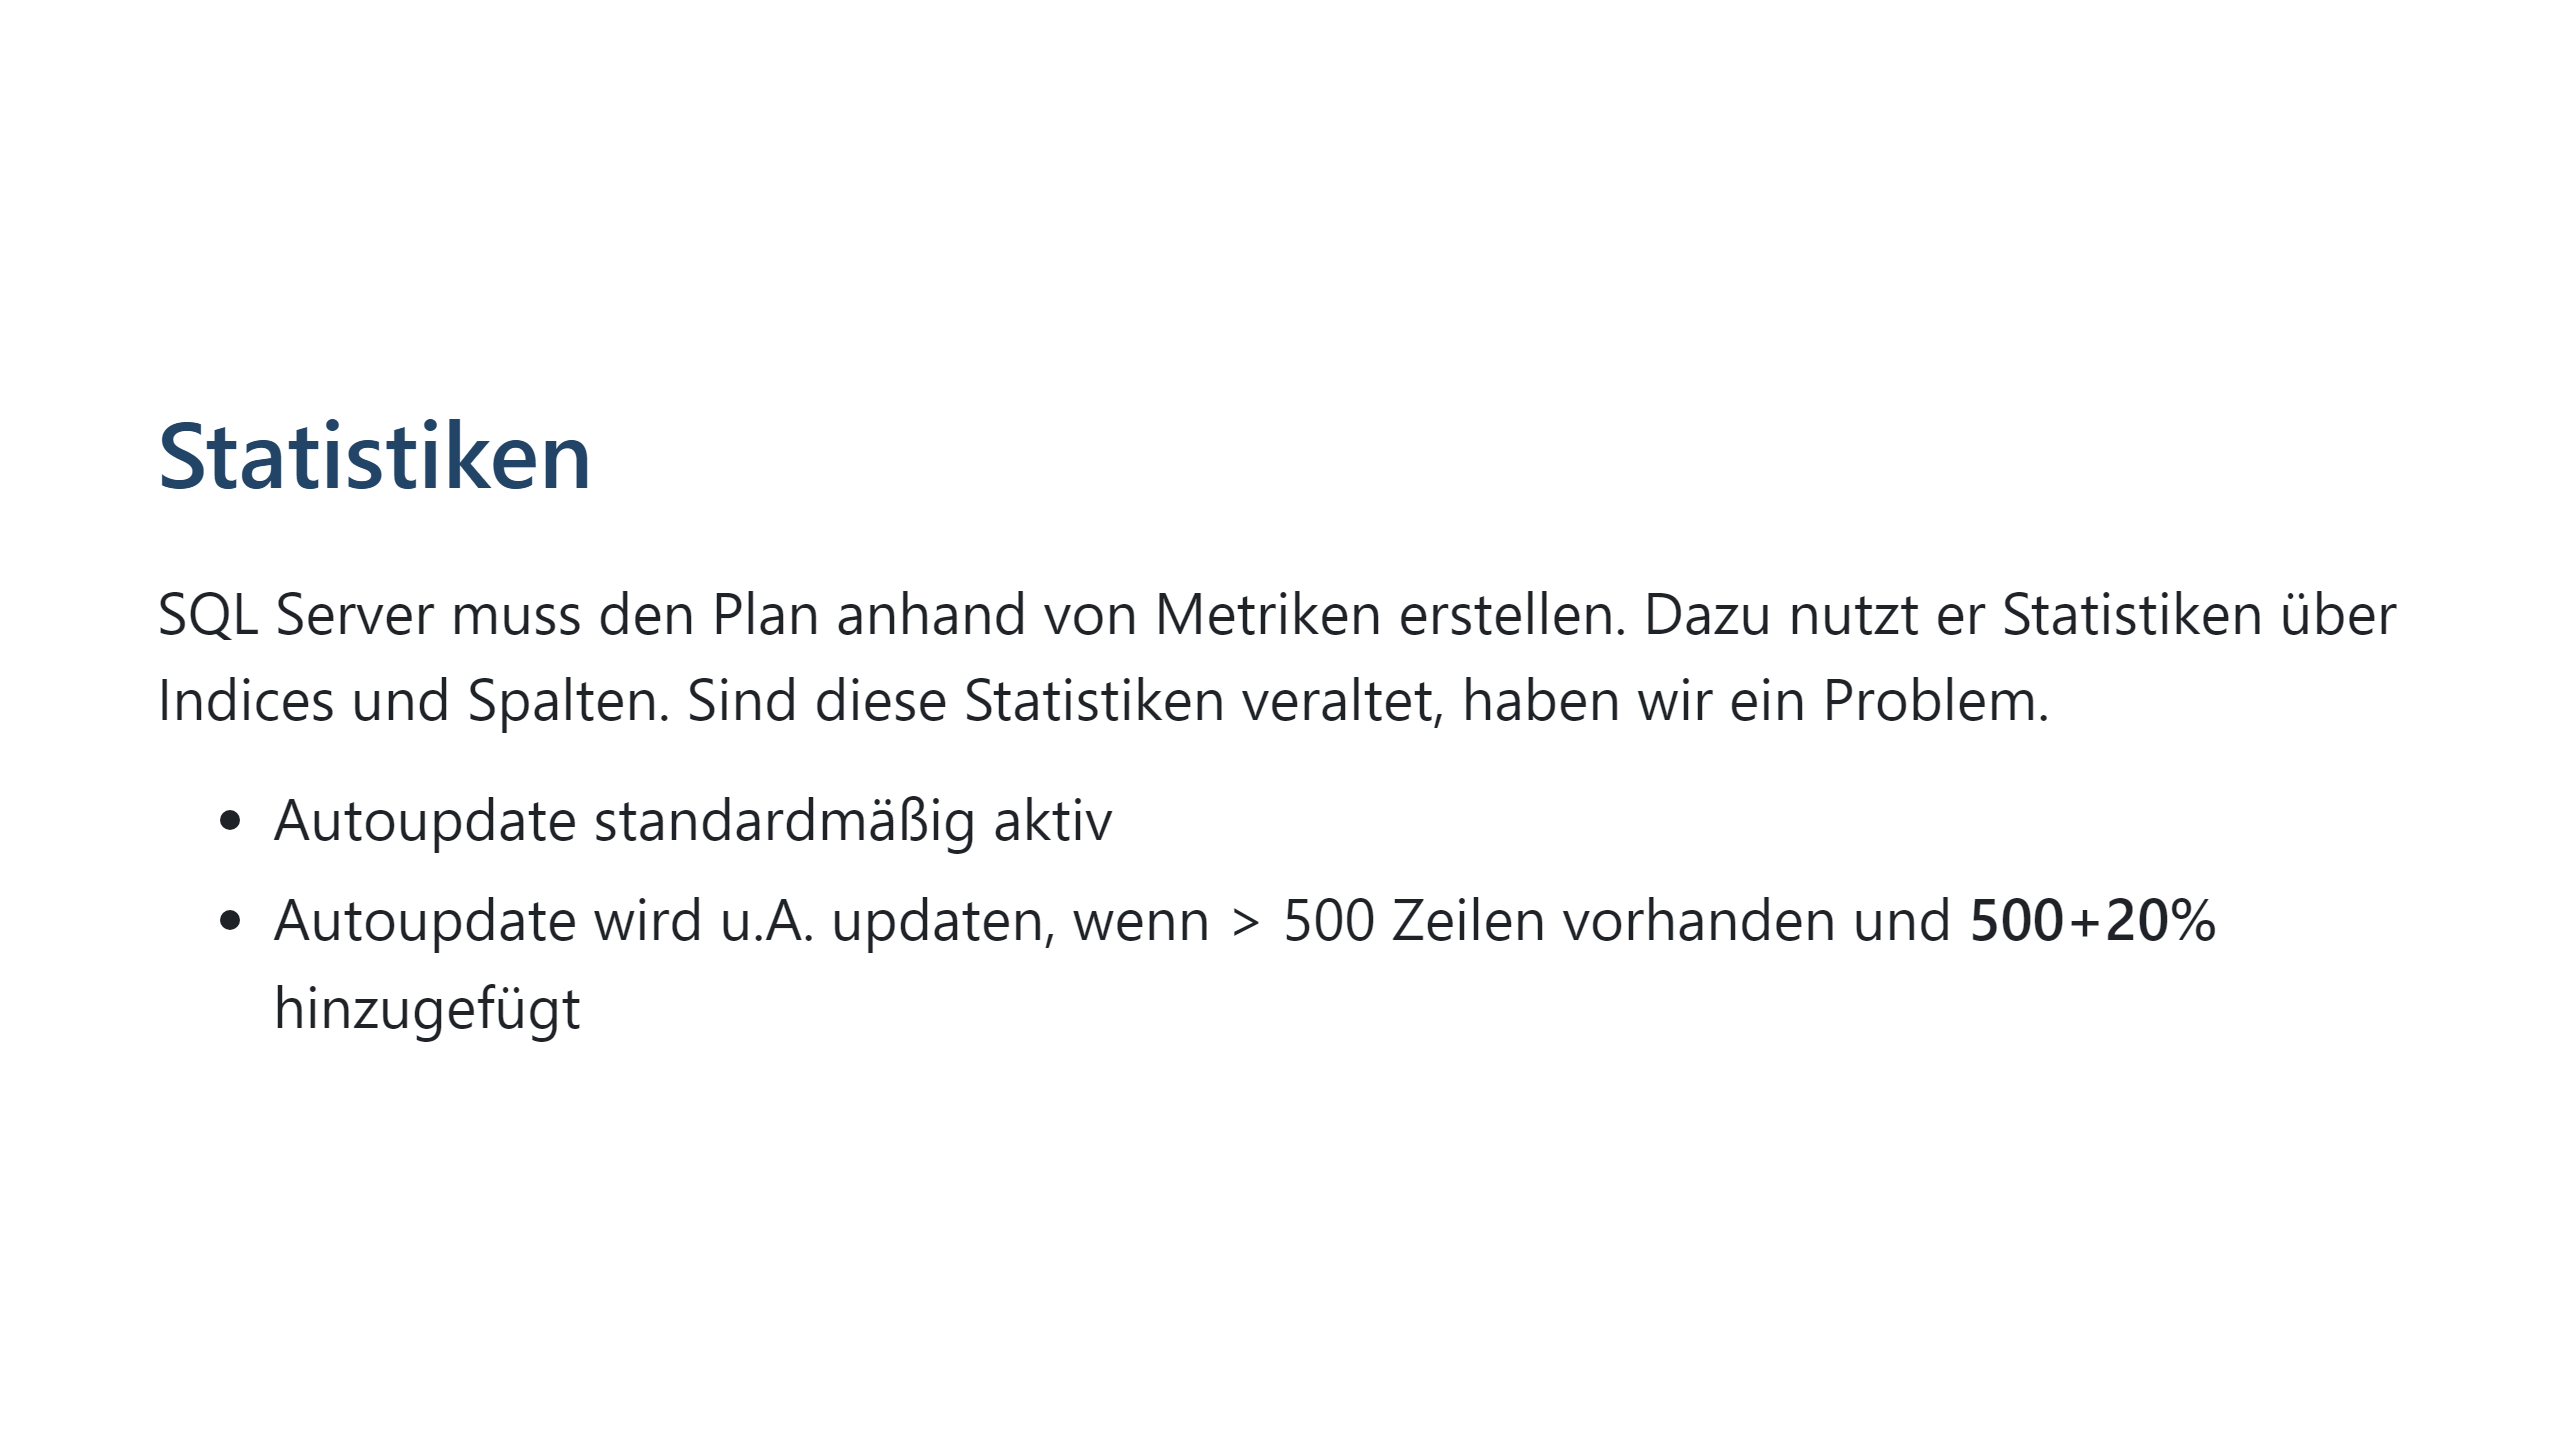 Statistiken
SQL Server muss den Plan anhand von Metriken erstellen. Dazu nutzt er Statistiken über
Indices und Spalten. Sind diese Statistiken veraltet, haben wir ein Problem.
• Autoupdate standardmäßig aktiv
• Autoupdate wird u.A. updaten, wenn > 500 Zeilen vorhanden und 500+20%
hinzugefügt